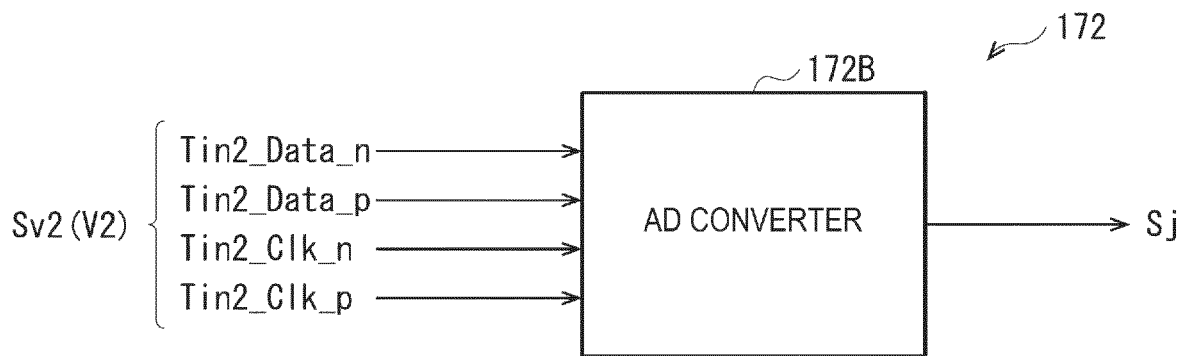 172
172B
Tin2_Data_n
Tin2_Data_p
Sv2(V2)
Tin2_Clk_n
Tin2_Clk_p
AD CONVERTER
Sj